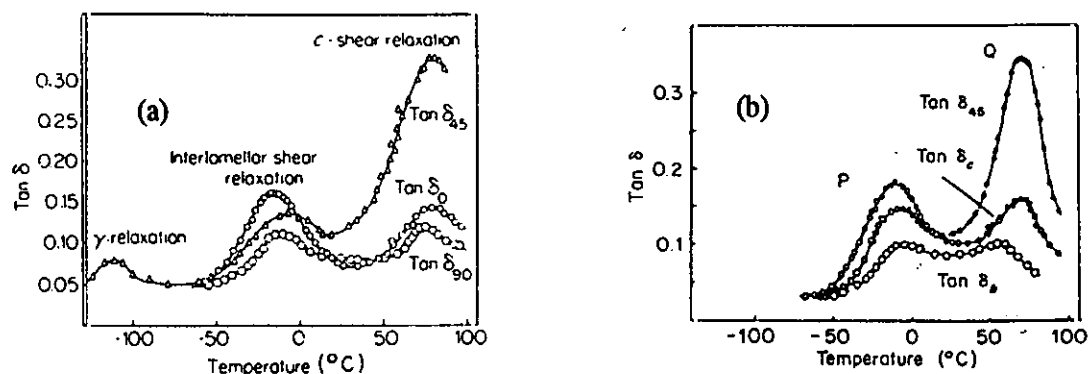 c-shear relaxation
(a)
0.30
0.25
0.20
0.15
0.10
0.05
Tan δ
Tan δ45
Interlamellar shear
relaxation
Tan δ0
γ-relaxation
Tan δ90
-100 -50 0 50 100
Temperature (°C)
(b)
Q
0.3
0.2
0.1
Tan δ
Tan δ45
Tan δc
P
Tan δ
-100 -50 0 50 100
Temperature (°C)